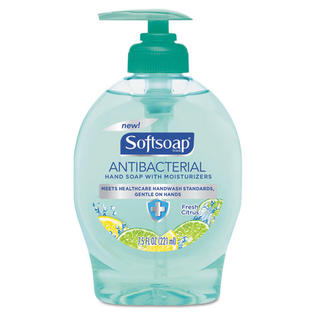 new!
Softsoap
BRAND
ANTIBACTERIAL
HAND SOAP WITH MOISTURIZERS
MEETS HEALTHCARE HANDWASH STANDARDS,
GENTLE ON HANDS
Fresh
Citrus
7.5 FL OZ (221 ml)